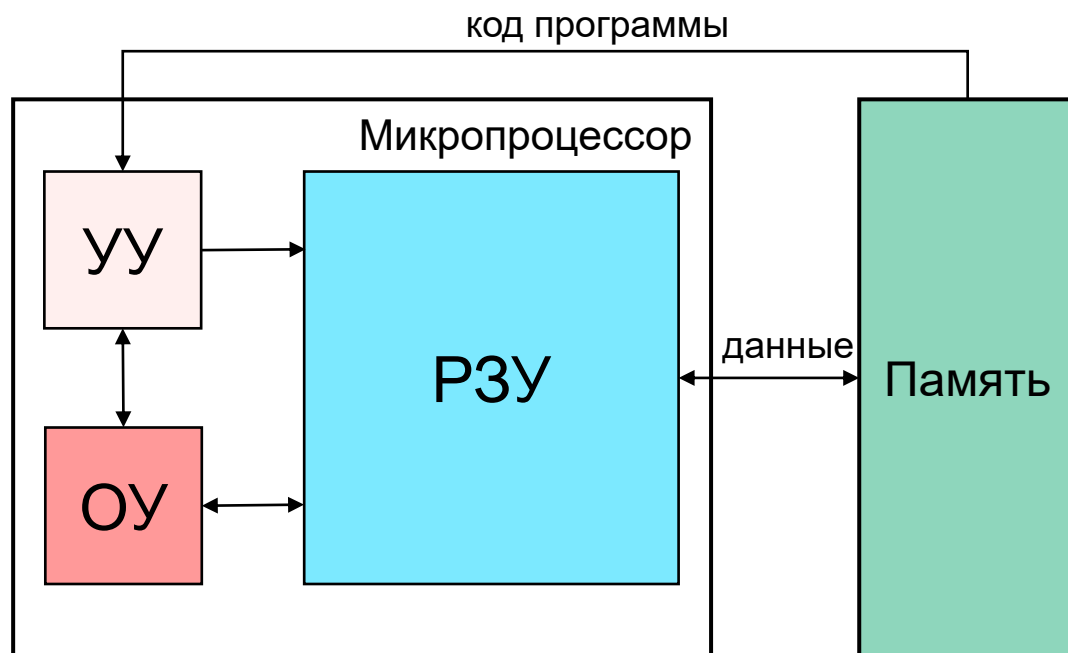 код программы
Микропроцессор
УУ
РЗУ
данные
Память
ОУ